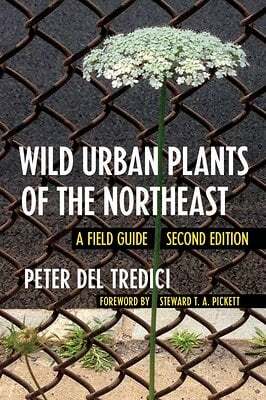 WILD URBAN PLANTS
OF THE NORTHEAST
A FIELD GUIDE SECOND EDITION
PETER DEL TREDICI
FOREWORD BY STEWARD T. A. PICKETT